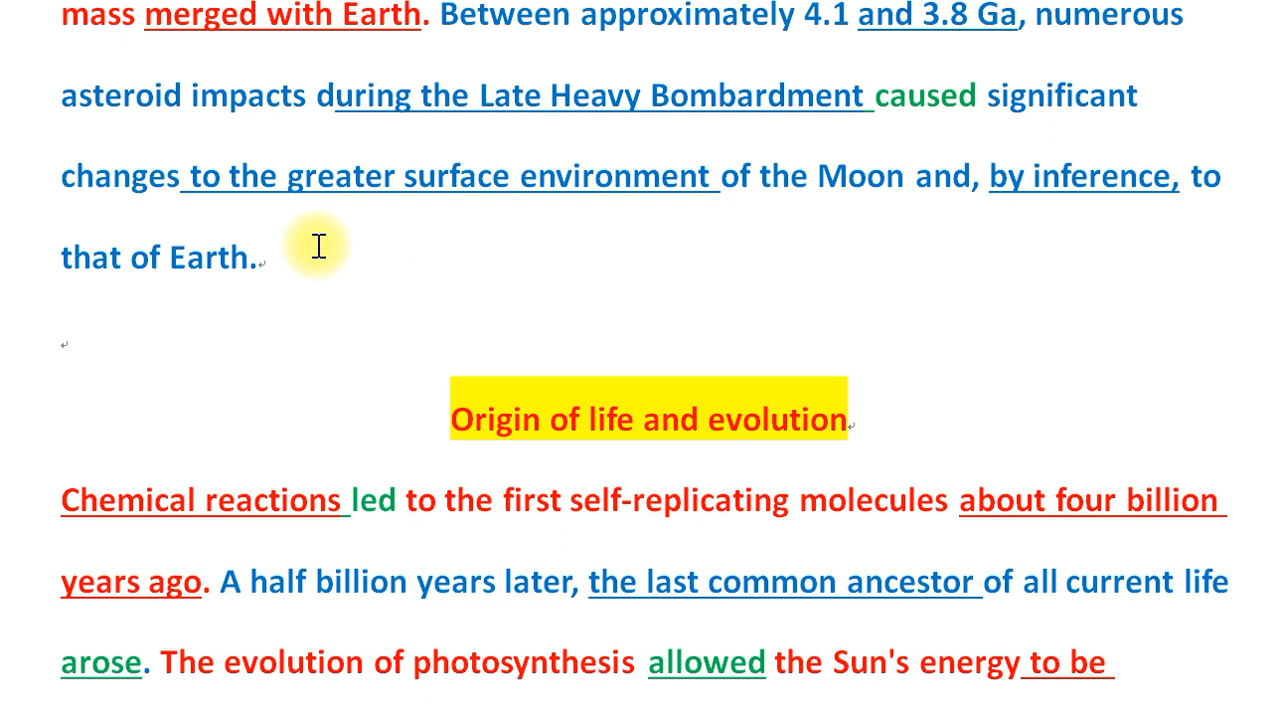 mass merged with Earth. Between approximately 4.1 and 3.8 Ga, numerous
asteroid impacts during the Late Heavy Bombardment caused significant
changes to the greater surface environment of the Moon and, by inference, to
that of Earth.
Origin of life and evolution
Chemical reactions led to the first self-replicating molecules about four billion
years ago. A half billion years later, the last common ancestor of all current life
arose. The evolution of photosynthesis allowed the Sun's energy to be